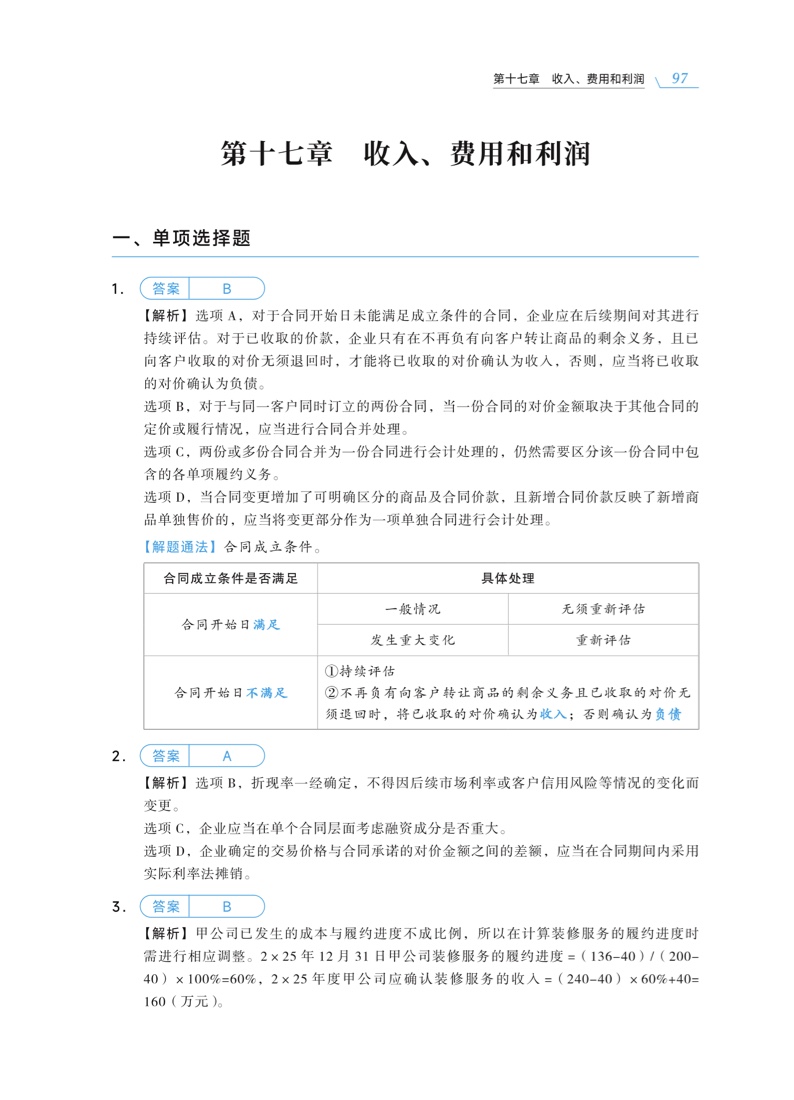 第十七章　收入、费用和利润　97
第十七章　收入、费用和利润
一、单项选择题
1. 答案 B
【解析】选项 A，对于合同开始日未能满足成立条件的合同，企业应在后续期间对其进行
持续评估。对于已收取的价款，企业只有在不再负有向客户转让商品的剩余义务，且已
向客户收取的对价无须退回时，才能将已收取的对价确认为收入，否则，应当将已收取
的对价确认为负债。
选项 B，对于与同一客户同时订立的两份合同，当一份合同的对价金额取决于其他合同的
定价或履行情况，应当进行合同合并处理。
选项 C，两份或多份合同合并为一份合同进行会计处理的，仍然需要区分该一份合同中包
含的各单项履约义务。
选项 D，当合同变更增加了可明确区分的商品及合同价款，且新增合同价款反映了新增商
品单独售价的，应当将变更部分作为一项单独合同进行会计处理。
【解题通法】合同成立条件。
合同成立条件是否满足　具体处理
合同开始日满足
一般情况　无须重新评估
发生重大变化　重新评估
合同开始日不满足
①持续评估
②不再负有向客户转让商品的剩余义务且已收取的对价无
须退回时，将已收取的对价确认为收入；否则确认为负债
2. 答案 A
【解析】选项 B，折现率一经确定，不得因后续市场利率或客户信用风险等情况的变化而
变更。
选项 C，企业应当在单个合同层面考虑融资成分是否重大。
选项 D，企业确定的交易价格与合同承诺的对价金额之间的差额，应当在合同期间内采用
实际利率法摊销。
3. 答案 B
【解析】甲公司已发生的成本与履约进度不成比例，所以在计算装修服务的履约进度时
需进行相应调整。2×25 年 12 月 31 日甲公司装修服务的履约进度 =（136-40）/（200-
40）×100%=60%，2×25 年度甲公司应确认装修服务的收入 =（240-40）×60%+40=
160（万元）。